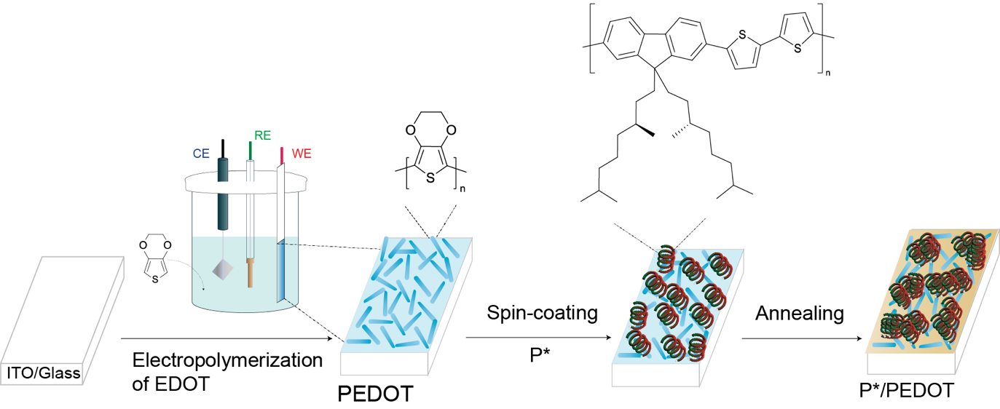 S
S
n
O
O
S
n
CE
RE
WE
O
O
S
ITO/Glass
Electropolymerization
of EDOT
PEDOT
Spin-coating
P*
Annealing
P*/PEDOT